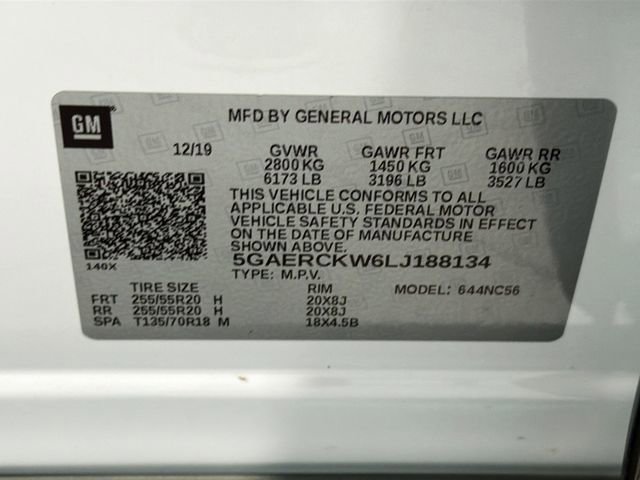 GM
MFD BY GENERAL MOTORS LLC
12/19 GVWR GAWR FRT GAWR RR
2800 KG 1450 KG 1600 KG
6173 LB 3196 LB 3527 LB
THIS VEHICLE CONFORMS TO ALL
APPLICABLE U.S. FEDERAL MOTOR
VEHICLE SAFETY STANDARDS IN EFFECT
ON THE DATE OF MANUFACTURE
SHOWN ABOVE.
140X
5GAERCKW6LJ188134
TYPE: M.P.V. MODEL: 644NC56
TIRE SIZE RIM
FRT 255/55R20 H 20X8J
RR 255/55R20 H 20X8J
SPA T135/70R18 M 18X4.5B